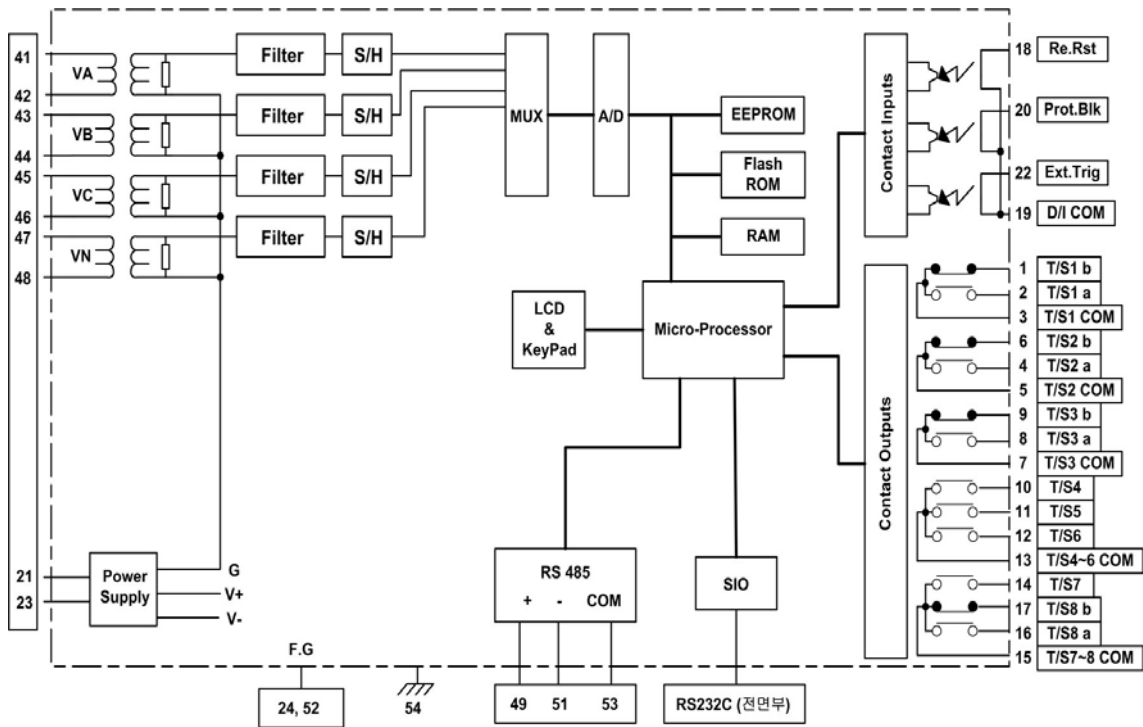 41
VA
42
43
VB
44
45
VC
46
47
VN
48
Filter S/H
Filter S/H
Filter S/H
Filter S/H
MUX
A/D
EEPROM
Flash
ROM
RAM
LCD
&
KeyPad
Micro-Processor
Contact Inputs
18 Re.Rst
20 Prot.Blk
22 Ext.Trig
19 D/I COM
Contact Outputs
1 T/S1 b
2 T/S1 a
3 T/S1 COM
6 T/S2 b
4 T/S2 a
5 T/S2 COM
9 T/S3 b
8 T/S3 a
7 T/S3 COM
10 T/S4
11 T/S5
12 T/S6
13 T/S4~6 COM
14 T/S7
17 T/S8 b
16 T/S8 a
15 T/S7~8 COM
21
23
Power
Supply
G
V+
V-
RS 485
+ - COM
SIO
F.G
24, 52
54
49 51 53
RS232C (전면부)